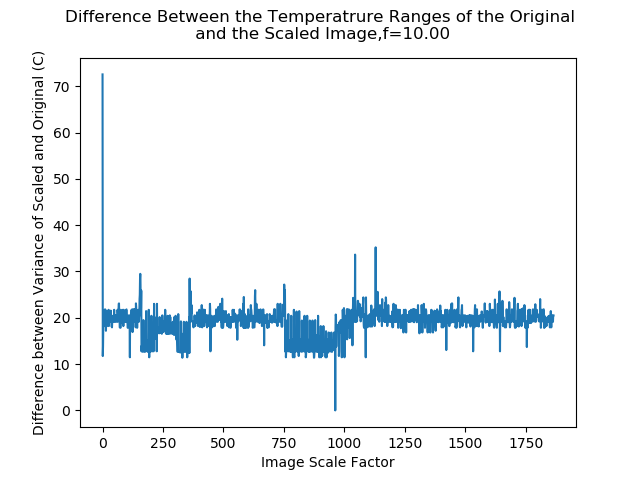 Difference Between the Temperatrure Ranges of the Original
and the Scaled Image,f=10.00
Difference between Variance of Scaled and Original (C)
70
60
50
40
30
20
10
0
0 250 500 750 1000 1250 1500 1750
Image Scale Factor